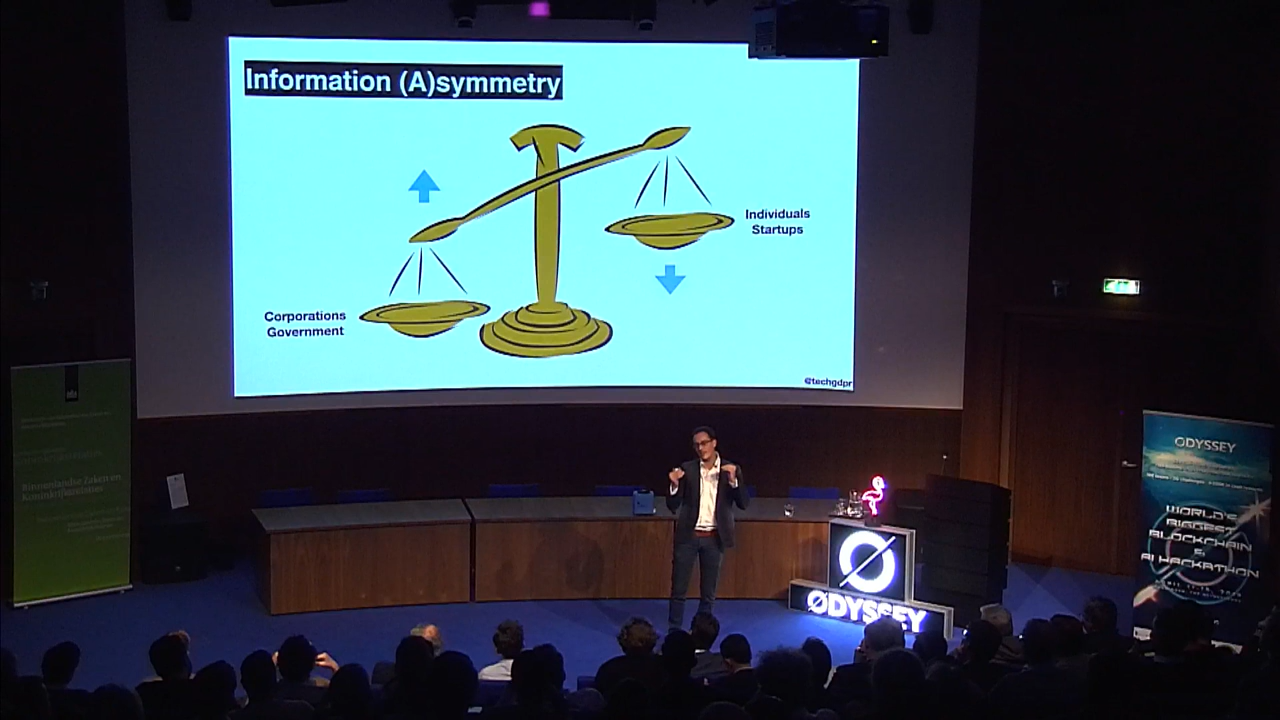 Information (A)symmetry
Individuals
Startups
Corporations
Government
@techgdpr
Binnenlandse Zaken en
Koninkrijksrelaties
ØDYSSEY
ODYSSEY
WORLD'S
BIGGEST
BLOCKCHAIN
&
AI HACKATHON